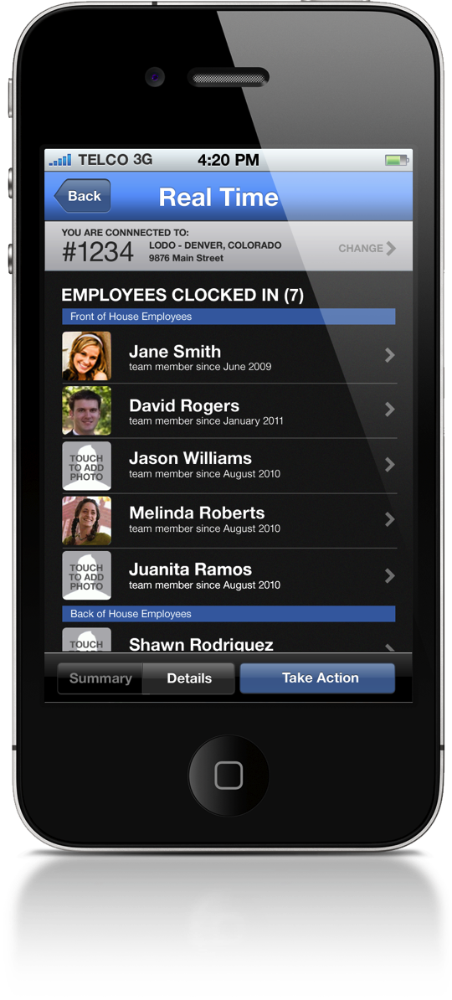 TELCO 3G 4:20 PM
Back Real Time
YOU ARE CONNNECTED TO:
#1234 LODO - DENVER, COLORADO
9876 Main Street
CHANGE
EMPLOYEES CLOCKED IN (7)
Front of House Employees
Jane Smith
team member since June 2009
David Rogers
team member since January 2011
TOUCH
TO ADD
PHOTO
Jason Williams
team member since August 2010
Melinda Roberts
team member since August 2010
TOUCH
TO ADD
PHOTO
Juanita Ramos
team member since August 2010
Back of House Employees
TOUCH
Shawn Rodriguez
Summary Details Take Action